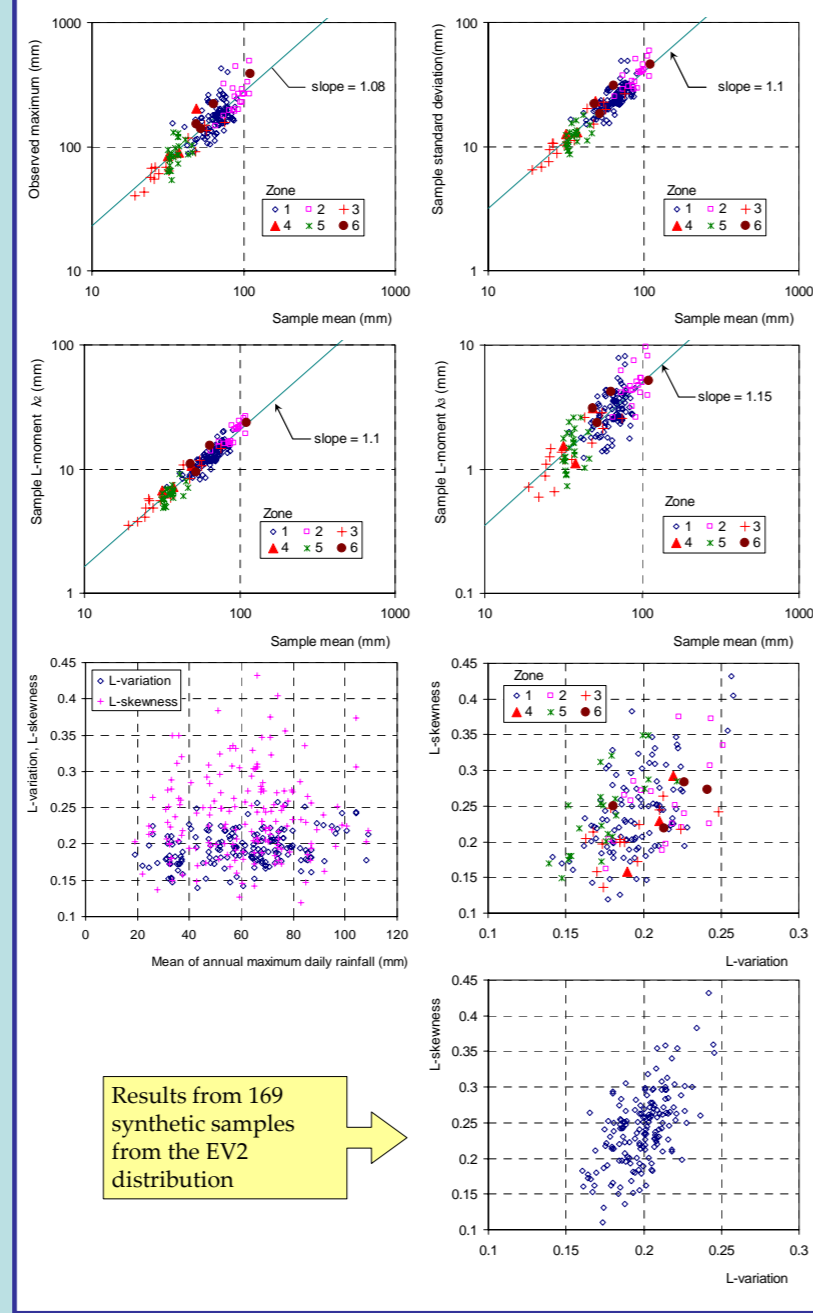 1000
100
10
10
100
1000
Observed maximum (mm)
Sample mean (mm)
slope = 1.08
Zone
1 2 3
4 5 6
100
10
1
10
100
1000
Sample standard deviation(mm)
Sample mean (mm)
slope = 1.1
Zone
1 2 3
4 5 6
100
10
1
10
100
1000
Sample L-moment λ2 (mm)
Sample mean (mm)
slope = 1.1
Zone
1 2 3
4 5 6
10
1
0.1
10
100
1000
Sample L-moment λ3 (mm)
Sample mean (mm)
slope = 1.15
Zone
1 2 3
4 5 6
0.45
0.4
0.35
0.3
0.25
0.2
0.15
0.1
0 20 40 60 80 100 120
L-variation, L-skewness
Mean of annual maximum daily rainfall (mm)
L-variation
L-skewness
0.45
0.4
0.35
0.3
0.25
0.2
0.15
0.1
0.1 0.15 0.2 0.25 0.3
L-skewness
L-variation
Zone
1 2 3
4 5 6
Results from 169
synthetic samples
from the EV2
distribution
0.45
0.4
0.35
0.3
0.25
0.2
0.15
0.1
0.1 0.15 0.2 0.25 0.3
L-skewness
L-variation